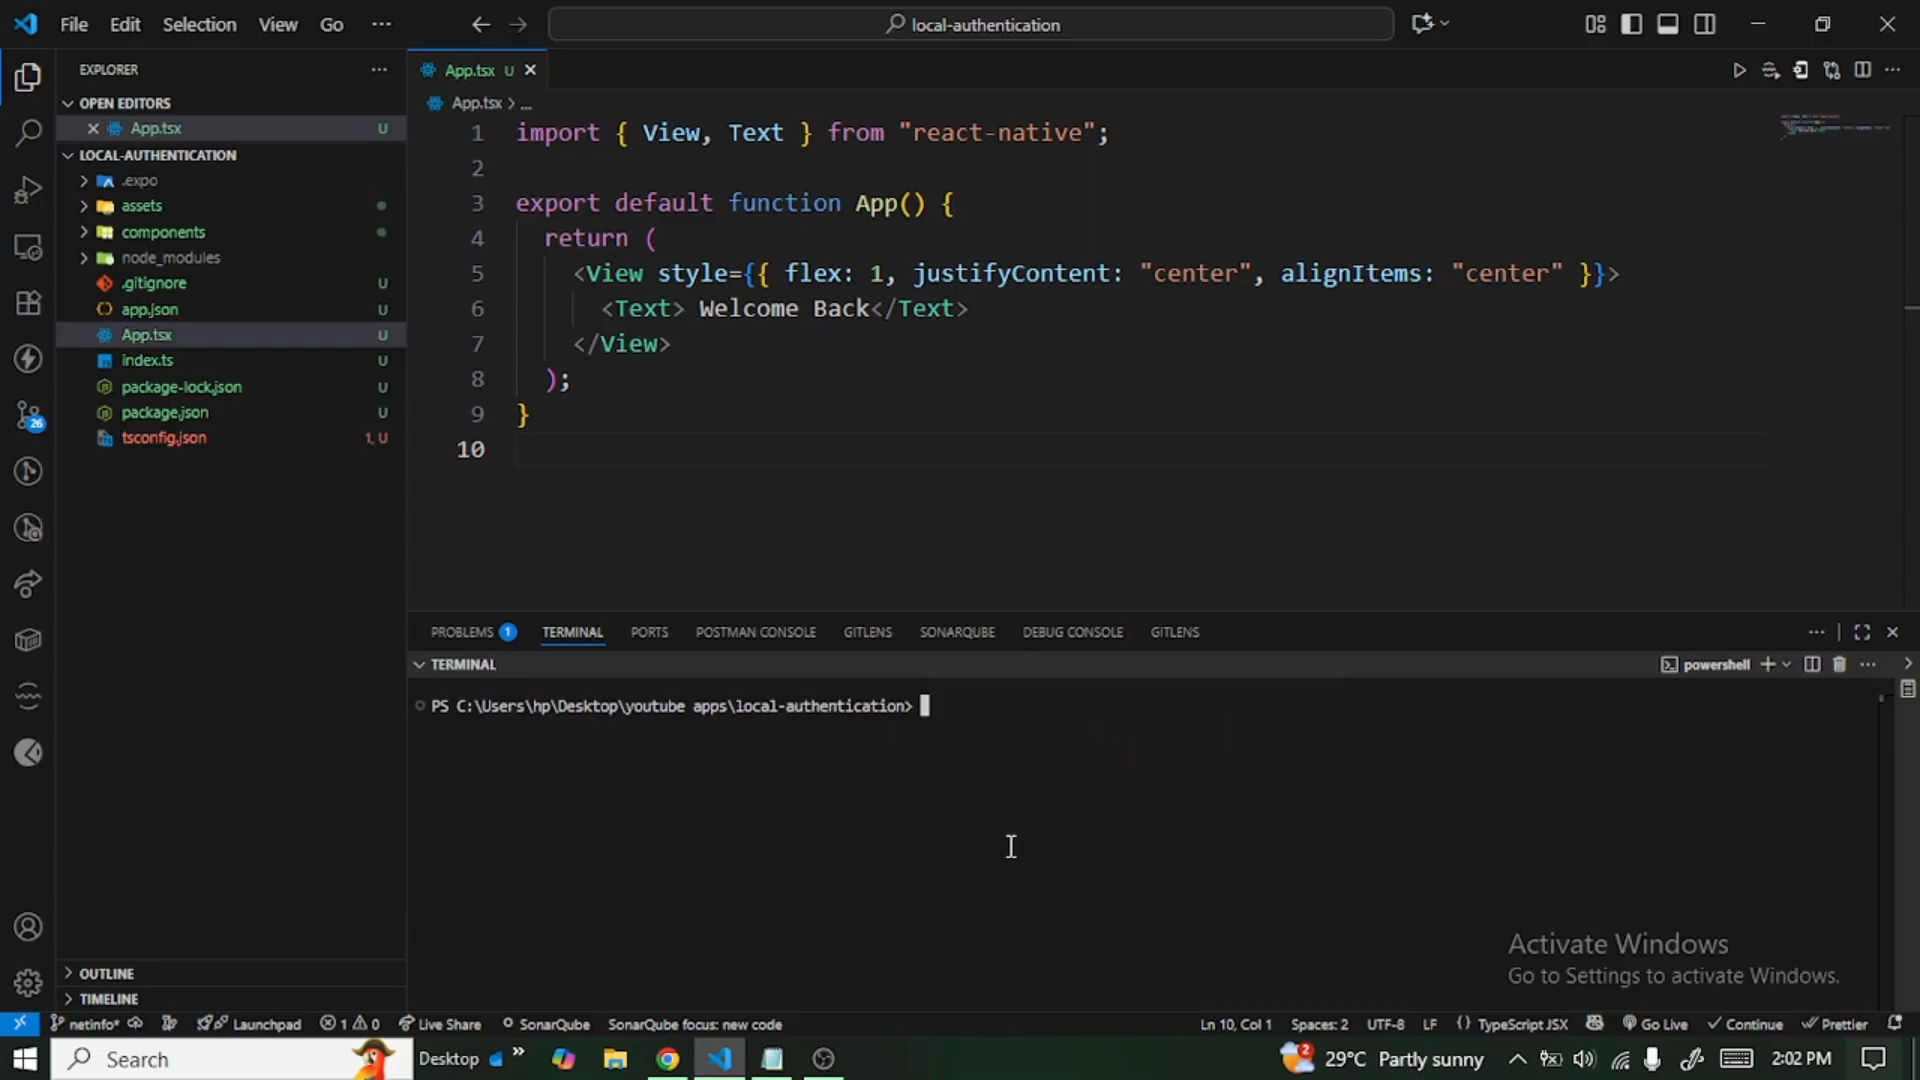 File Edit Selection View Go ... local-authentication
EXPLORER
OPEN EDITORS
App.tsx U
LOCAL-AUTHENTICATION
.expo
assets
components
node_modules
.gitignore U
app.json U
App.tsx U
index.ts U
package-lock.json U
package.json U
tsconfig.json 1, U
OUTLINE
TIMELINE
26
App.tsx U
App.tsx > ...
1 import { View, Text } from "react-native";
2
3 export default function App() {
4 return (
5 <View style={{ flex: 1, justifyContent: "center", alignItems: "center" }}>
6 <Text> Welcome Back</Text>
7 </View>
8 );
9 }
10
PROBLEMS 1 TERMINAL PORTS POSTMAN CONSOLE GITLENS SONARQUBE DEBUG CONSOLE GITLENS
TERMINAL powershell
PS C:\Users\hp\Desktop\youtube apps\local-authentication>
Activate Windows
Go to Settings to activate Windows.
netinfo* Launchpad 1 0 Live Share SonarQube SonarQube focus: new code Ln 10, Col 1 Spaces: 2 UTF-8 LF {} TypeScript JSX Go Live Continue Prettier
Search Desktop 2 29°C Partly sunny 2:02 PM